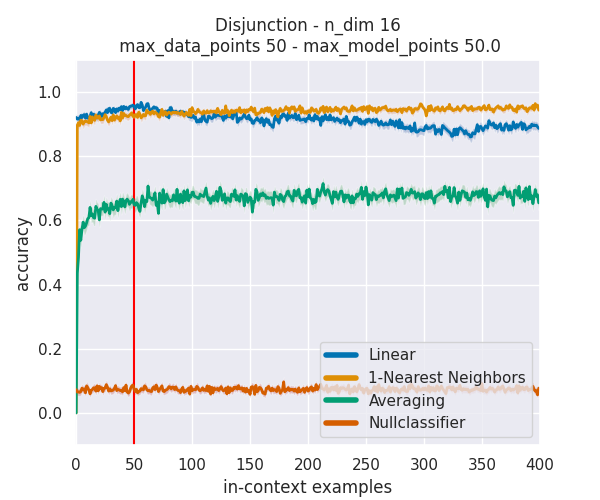 Disjunction - n_dim 16
max_data_points 50 - max_model_points 50.0
accuracy
1.0
0.8
0.6
0.4
0.2
0.0
Linear
1-Nearest Neighbors
Averaging
Nullclassifier
0 50 100 150 200 250 300 350 400
in-context examples